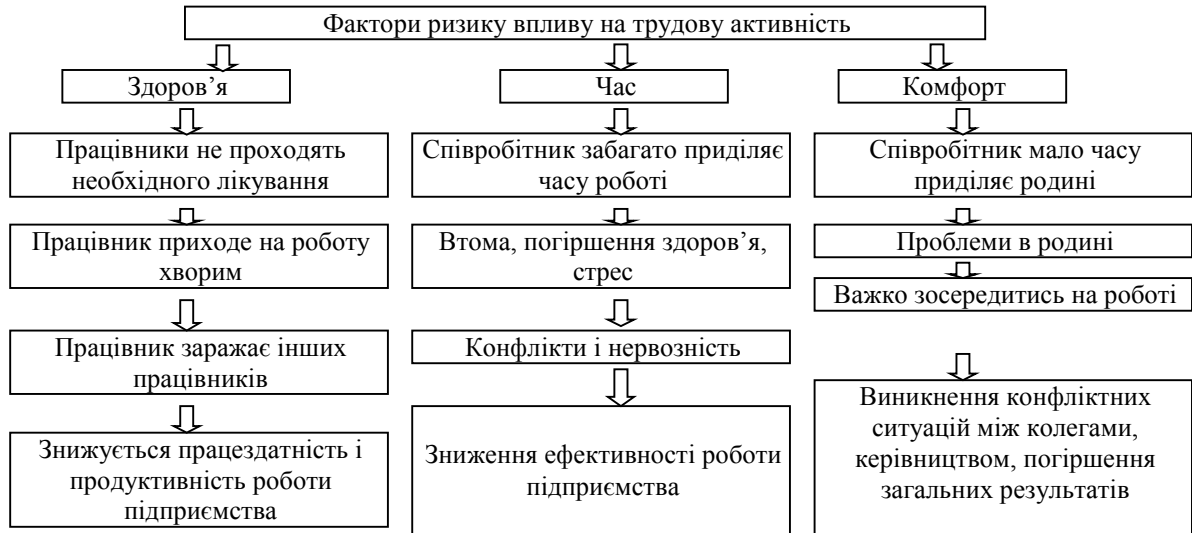 Фактори ризику впливу на трудову активність
Здоров’я
Працівники не проходять
необхідного лікування
Працівник приходе на роботу
хворим
Працівник заражає інших
працівників
Знижується працездатність і
продуктивність роботи
підприємства
Час
Співробітник забагато приділяє
часу роботі
Втома, погіршення здоров’я,
стрес
Конфлікти і нервозність
Зниження ефективності роботи
підприємства
Комфорт
Співробітник мало часу
приділяє родині
Проблеми в родині
Важко зосередитись на роботі
Виникнення конфліктних
ситуацій між колегами,
керівництвом, погіршення
загальних результатів